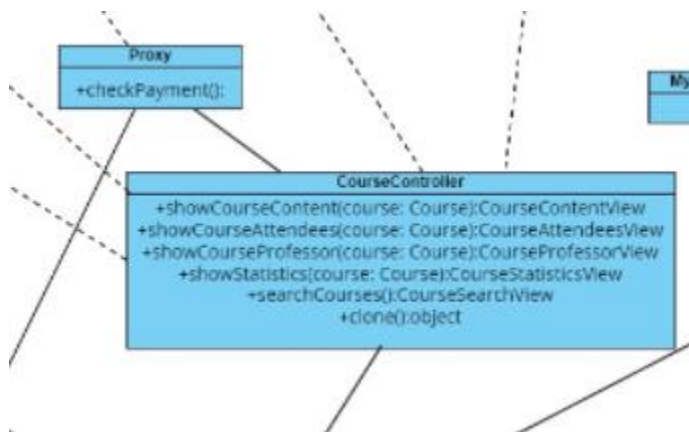 Proxy
+checkPayment():
My
CourseController
+showCourseContent(course: Course):CourseContentView
+showCourseAttendees(course: Course):CourseAttendeesView
+showCourseProfessor(course: Course):CourseProfessorView
+showStatistics(course: Course):CourseStatisticsView
+searchCourses():CourseSearchView
+clone():object